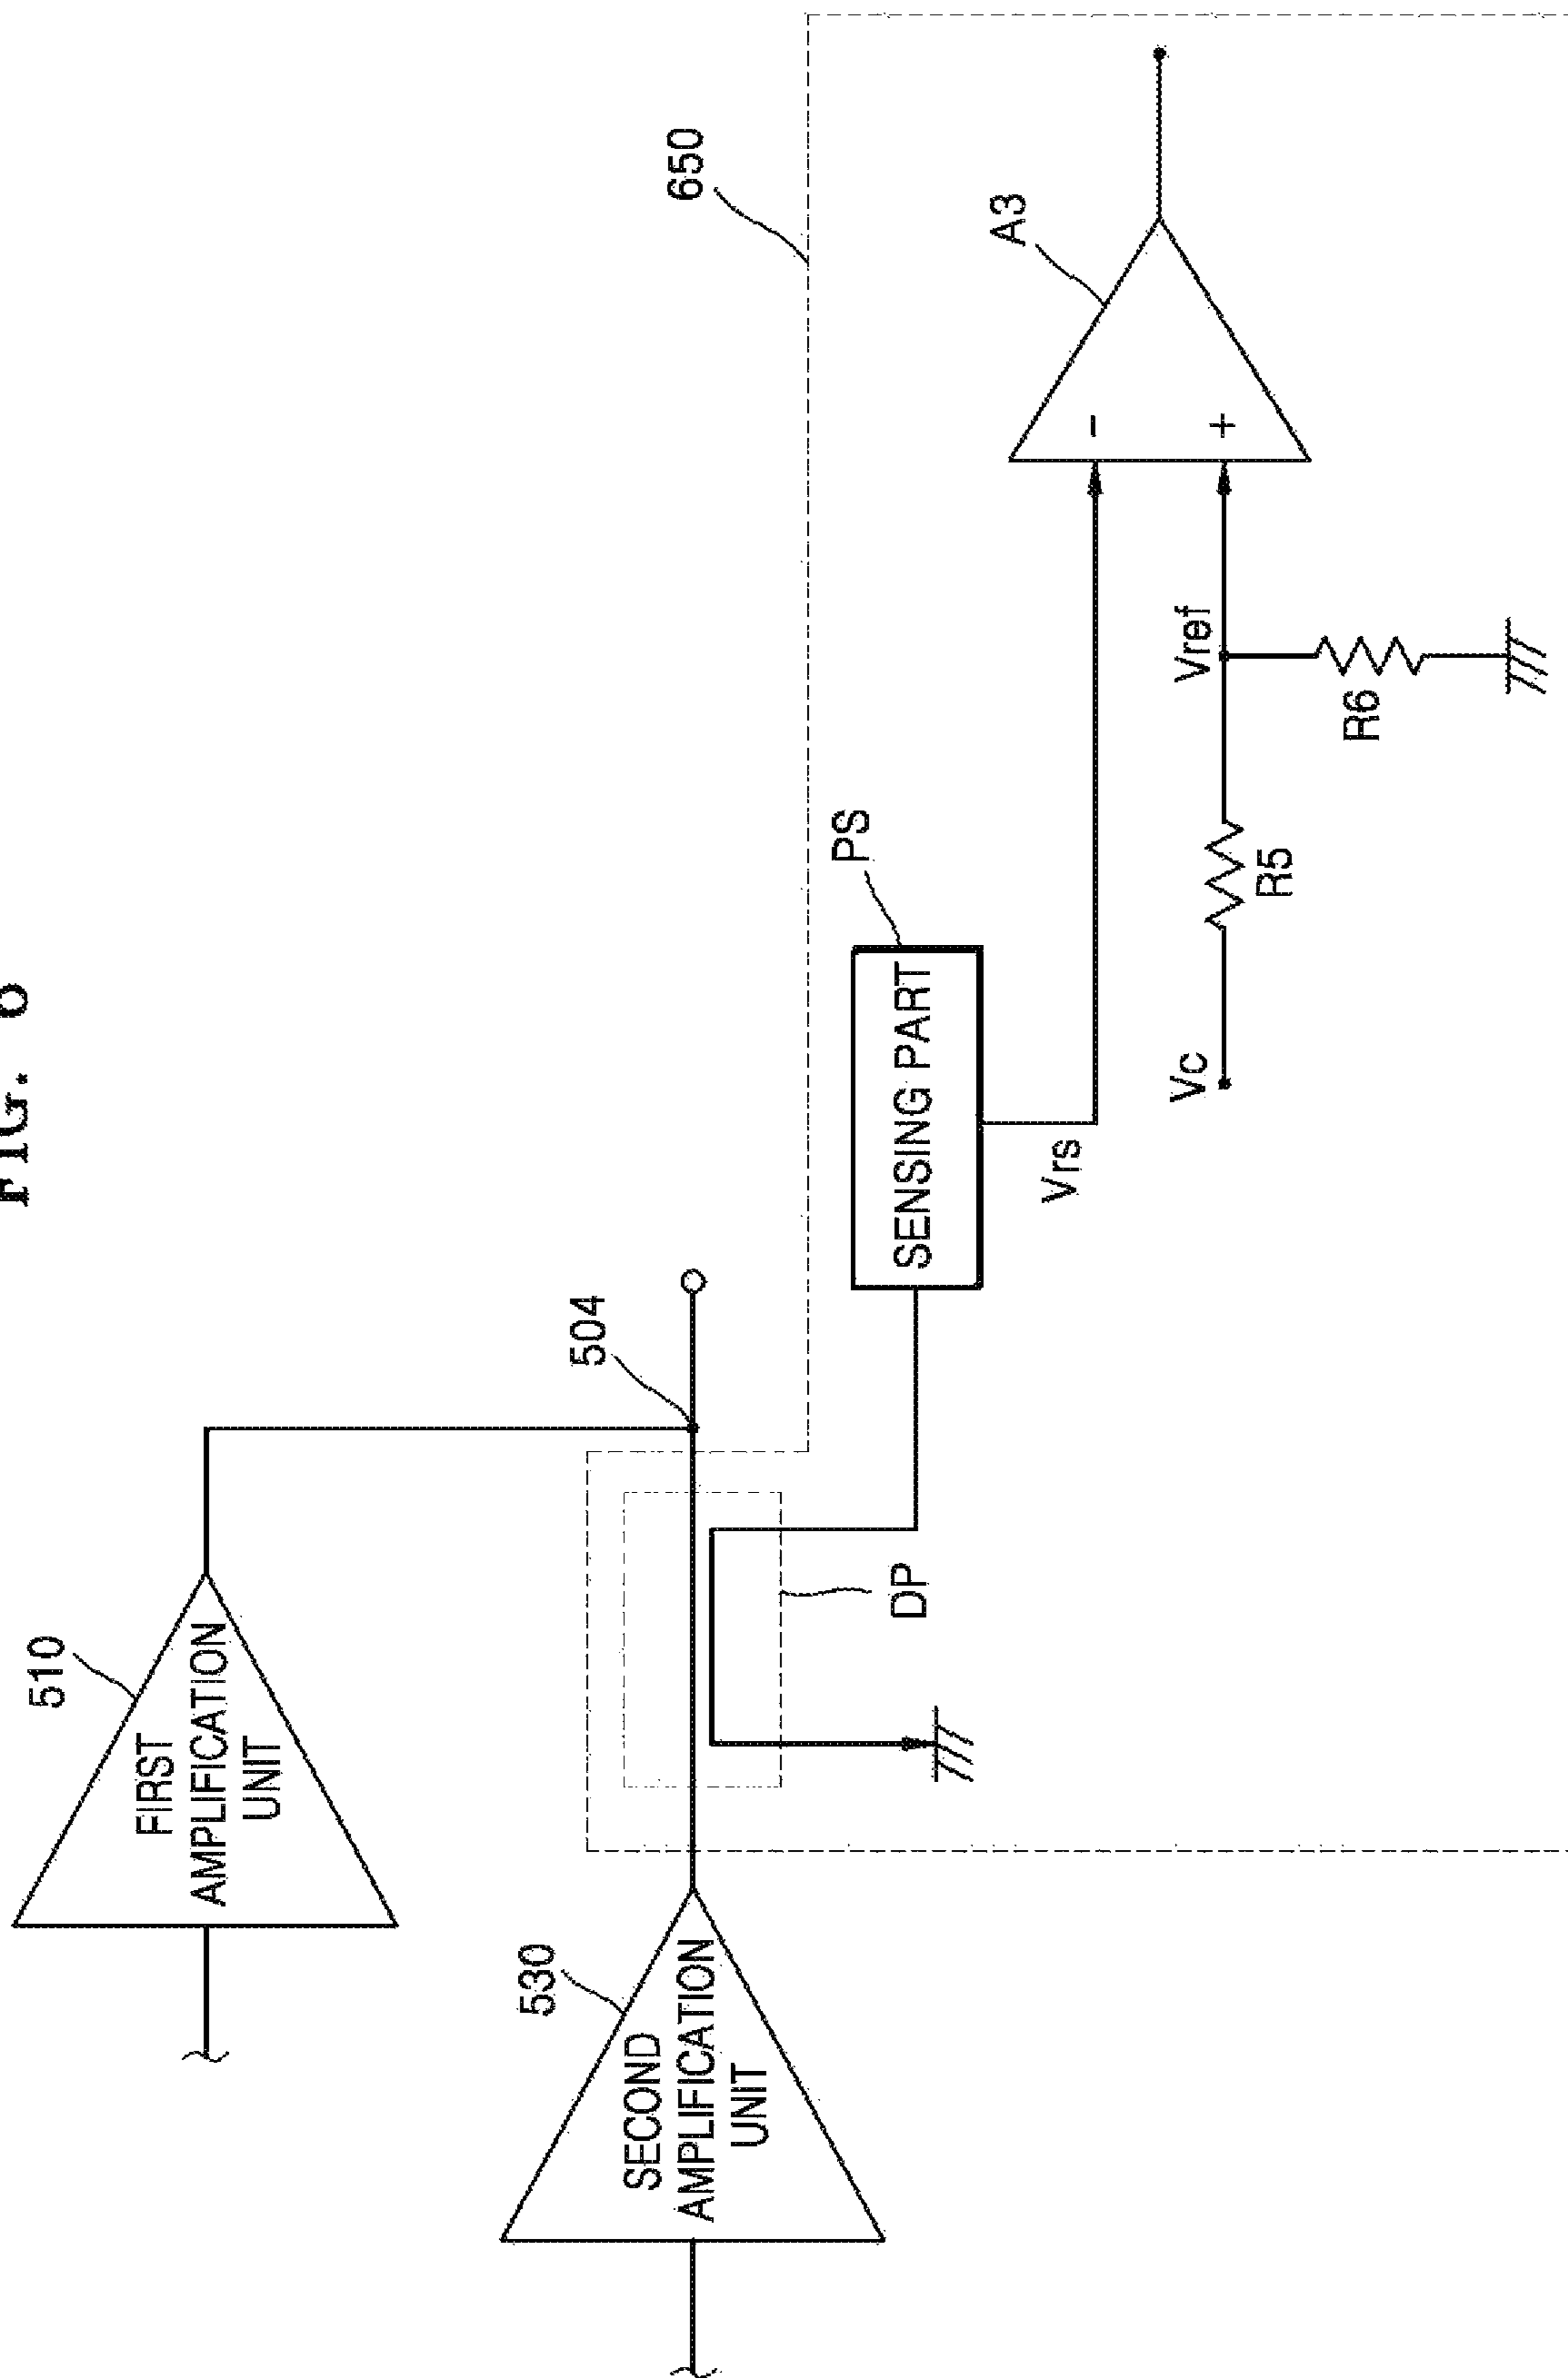 FIG. 6
510
FIRST
AMPLIFICATION
UNIT
530
SECOND
AMPLIFICATION
UNIT
504
DP
650
SENSING PART
PS
Vrs
A3
-
+
Vc
R5
Vref
R6